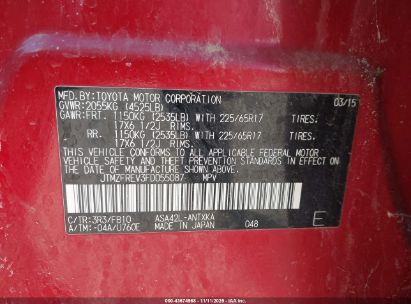 MFD.BY:TOYOTA MOTOR CORPORATION 03/15
GVWR:2055KG (4525LB)
GAWR:FRT. 1150KG (2535LB) WITH 225/65R17 TIRES.
17X6 1/2J RIMS.
RR. 1150KG (2535LB) WITH 225/65R17 TIRES.
17X6 1/2J RIMS.
THIS VEHICLE CONFORMS TO ALL APPLICABLE
FEDERAL MOTOR VEHICLE SAFETY
STANDARDS IN EFFECT ON THE DATE OF
MANUFACTURE SHOWN ABOVE.
JTMZFREV3FD055087 MPV
C/TR:3R3/FB10 ASA42L-ANTXKA
A/TM:-04A/U760E MADE IN JAPAN 048 E